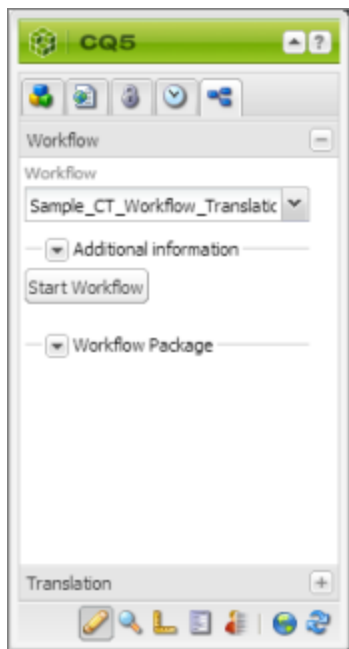 CQ5
?
Workflow
Workflow
Sample_CT_Workflow_Translatic
Additional information
Start Workflow
Workflow Package
Translation